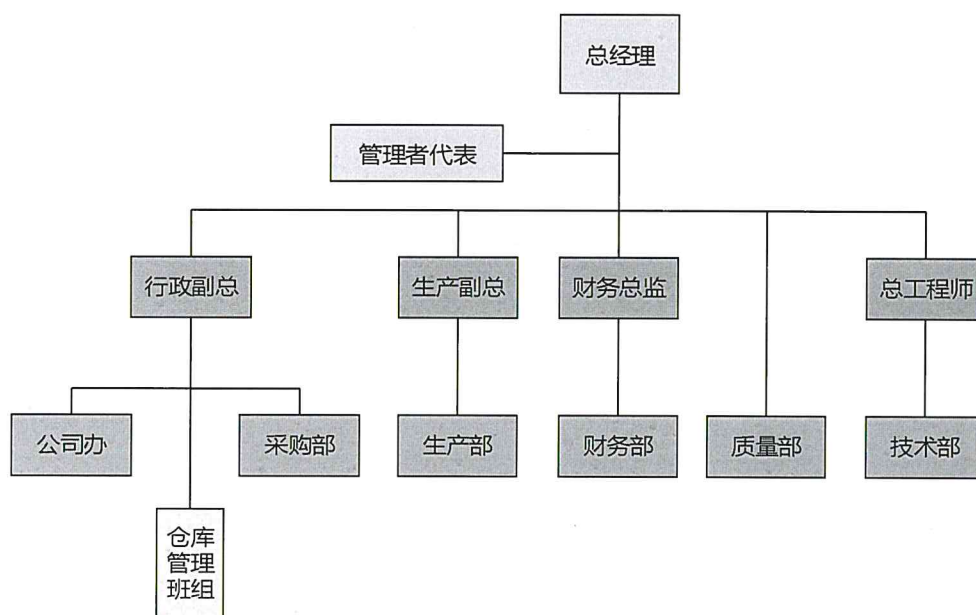 总经理
管理者代表
行政副总
生产副总
财务总监
总工程师
公司办
采购部
生产部
财务部
质量部
技术部
仓库
管理
班组